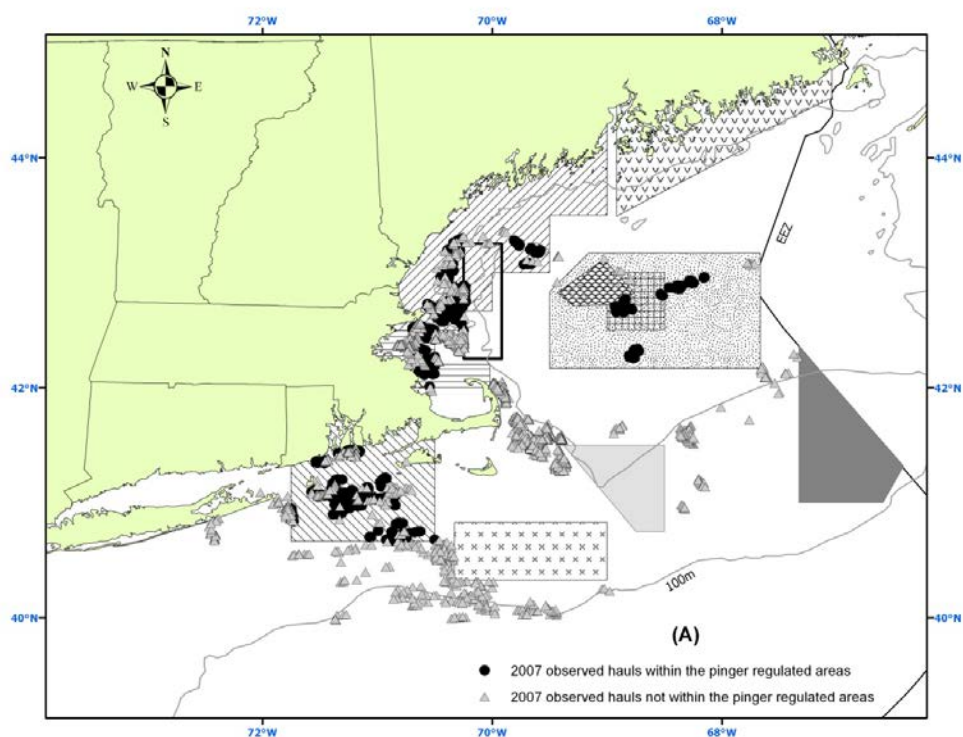 72°W 70°W 68°W
N
W E
S
44°N 44°N
EEZ
42°N 42°N
100m
40°N 40°N
(A)
2007 observed hauls within the pinger regulated areas
2007 observed hauls not within the pinger regulated areas
72°W 70°W 68°W